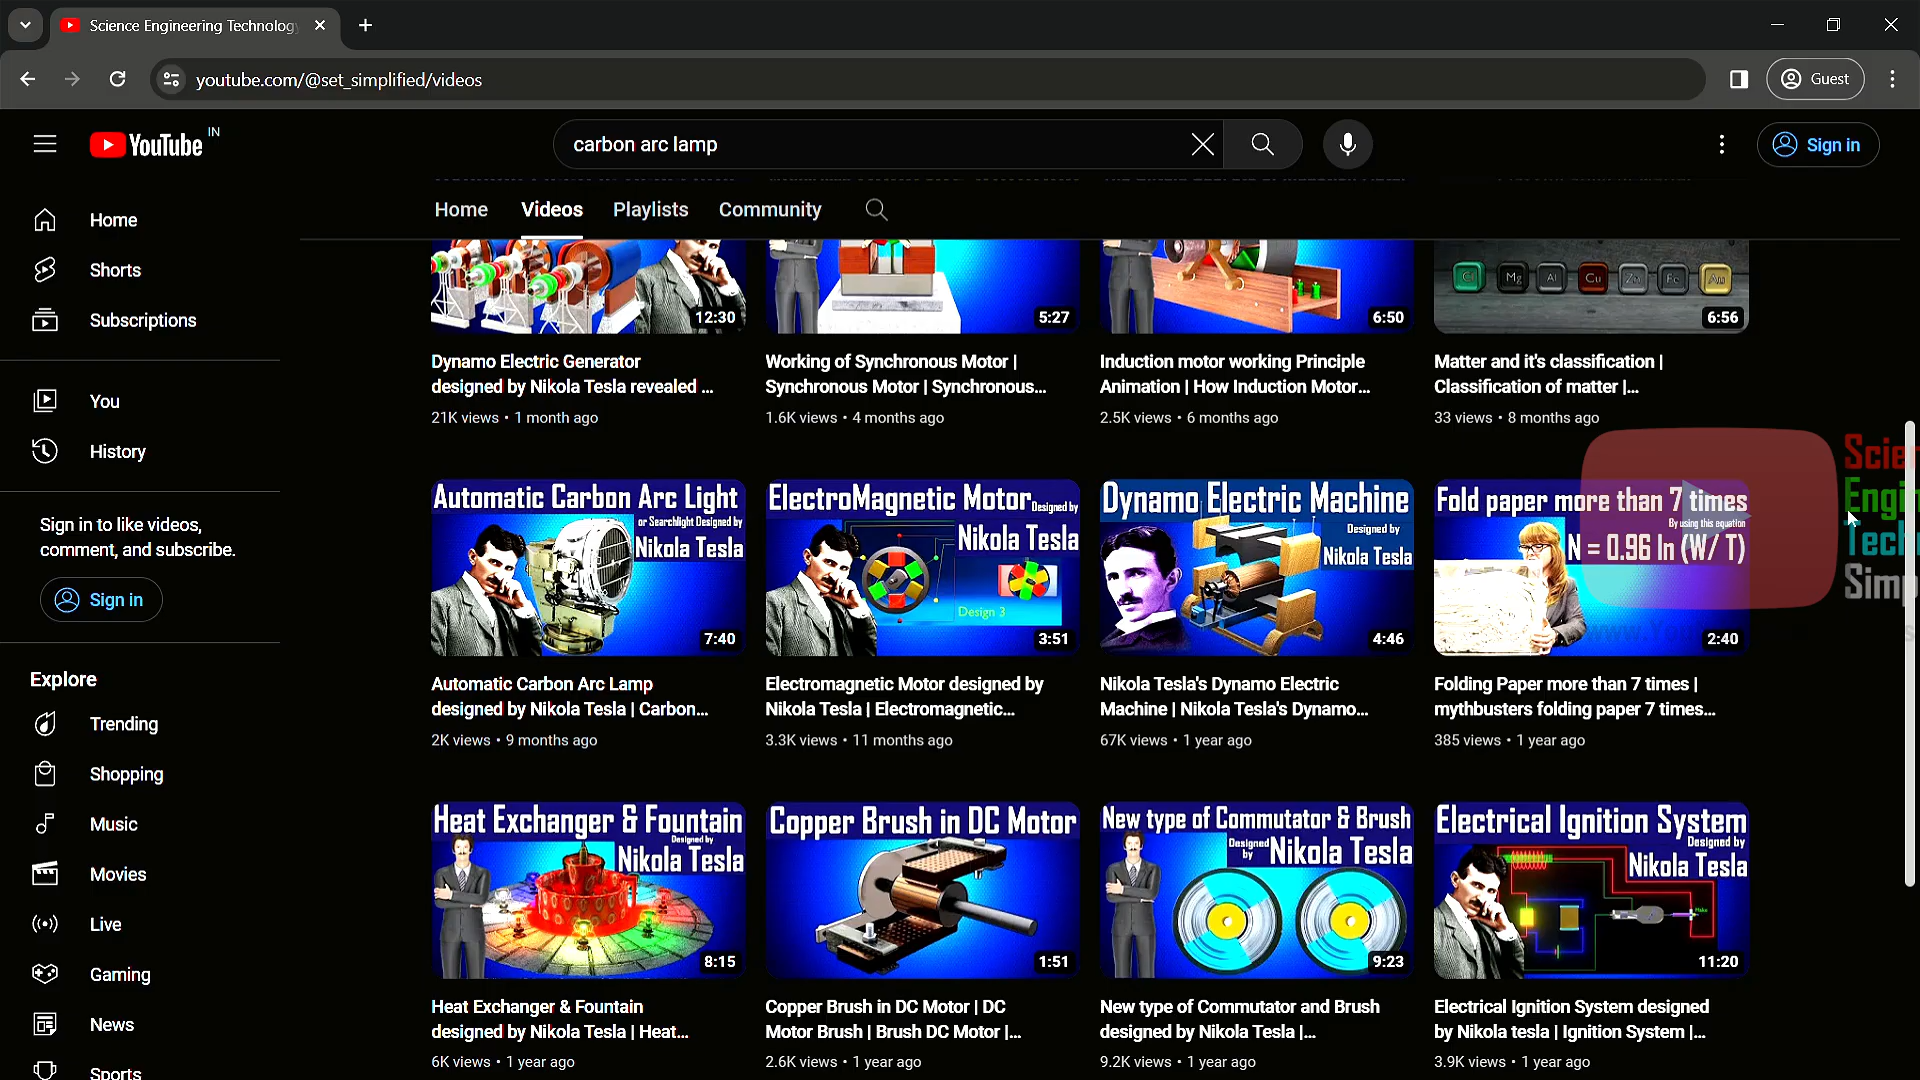 Science Engineering Technology
youtube.com/@set_simplified/videos
Guest
YouTube IN
carbon arc lamp
Sign in
Home
Shorts
Subscriptions
You
History
Sign in to like videos,
comment, and subscribe.
Sign in
Explore
Trending
Shopping
Music
Movies
Live
Gaming
News
Sports
Home Videos Playlists Community
12:30
5:27
6:50
Mg Al Cu Zn Fe Au
6:56
Dynamo Electric Generator
designed by Nikola Tesla revealed ...
21K views • 1 month ago
Working of Synchronous Motor |
Synchronous Motor | Synchronous...
1.6K views • 4 months ago
Induction motor working Principle
Animation | How Induction Motor...
2.5K views • 6 months ago
Matter and it's classification |
Classification of matter |...
33 views • 8 months ago
Automatic Carbon Arc Light
or Searchlight Designed by
Nikola Tesla
7:40
Automatic Carbon Arc Lamp
designed by Nikola Tesla | Carbon...
2K views • 9 months ago
ElectroMagnetic Motor Designed by
Nikola Tesla
Design 3
3:51
Electromagnetic Motor designed by
Nikola Tesla | Electromagnetic...
3.3K views • 11 months ago
Dynamo Electric Machine
Designed by
Nikola Tesla
4:46
Nikola Tesla's Dynamo Electric
Machine | Nikola Tesla's Dynamo...
67K views • 1 year ago
Fold paper more than 7 times
By using this equation
N = 0.96 ln (W/ T)
2:40
Folding Paper more than 7 times |
mythbusters folding paper 7 times...
385 views • 1 year ago
Scien
Engin
Tech
Simp
Heat Exchanger & Fountain
Designed by
Nikola Tesla
8:15
Heat Exchanger & Fountain
designed by Nikola Tesla | Heat...
6K views • 1 year ago
Copper Brush in DC Motor
1:51
Copper Brush in DC Motor | DC
Motor Brush | Brush DC Motor |...
2.6K views • 1 year ago
New type of Commutator & Brush
Designed by Nikola Tesla
9:23
New type of Commutator and Brush
designed by Nikola Tesla |...
9.2K views • 1 year ago
Electrical Ignition System
Designed by
Nikola Tesla
11:20
Electrical Ignition System designed
by Nikola tesla | Ignition System |...
3.9K views • 1 year ago